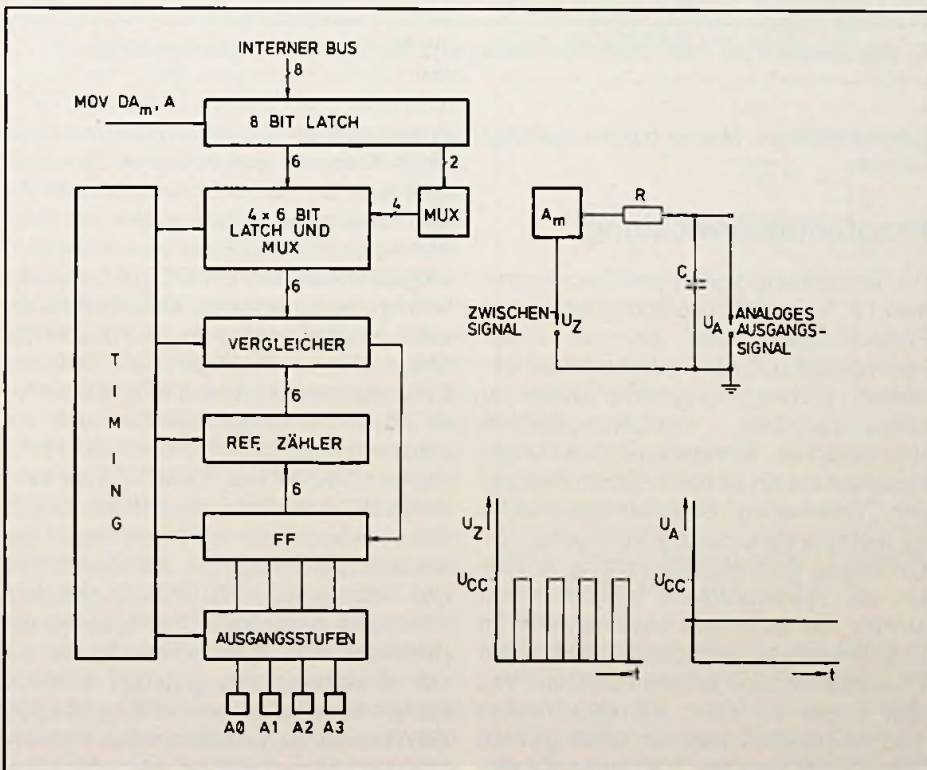 INTERNER BUS
8
MOV DAm, A
8 BIT LATCH
6
2
4 x 6 BIT
LATCH UND
MUX
4
MUX
6
VERGLEICHER
6
REF. ZÄHLER
6
FF
AUSGANGSSTUFEN
A0 A1 A2 A3
TIMING
Am
R
C
ZWISCHEN-
SIGNAL
UZ
UA
ANALOGES
AUSGANGS-
SIGNAL
UZ
UCC
t
UA
UCC
t